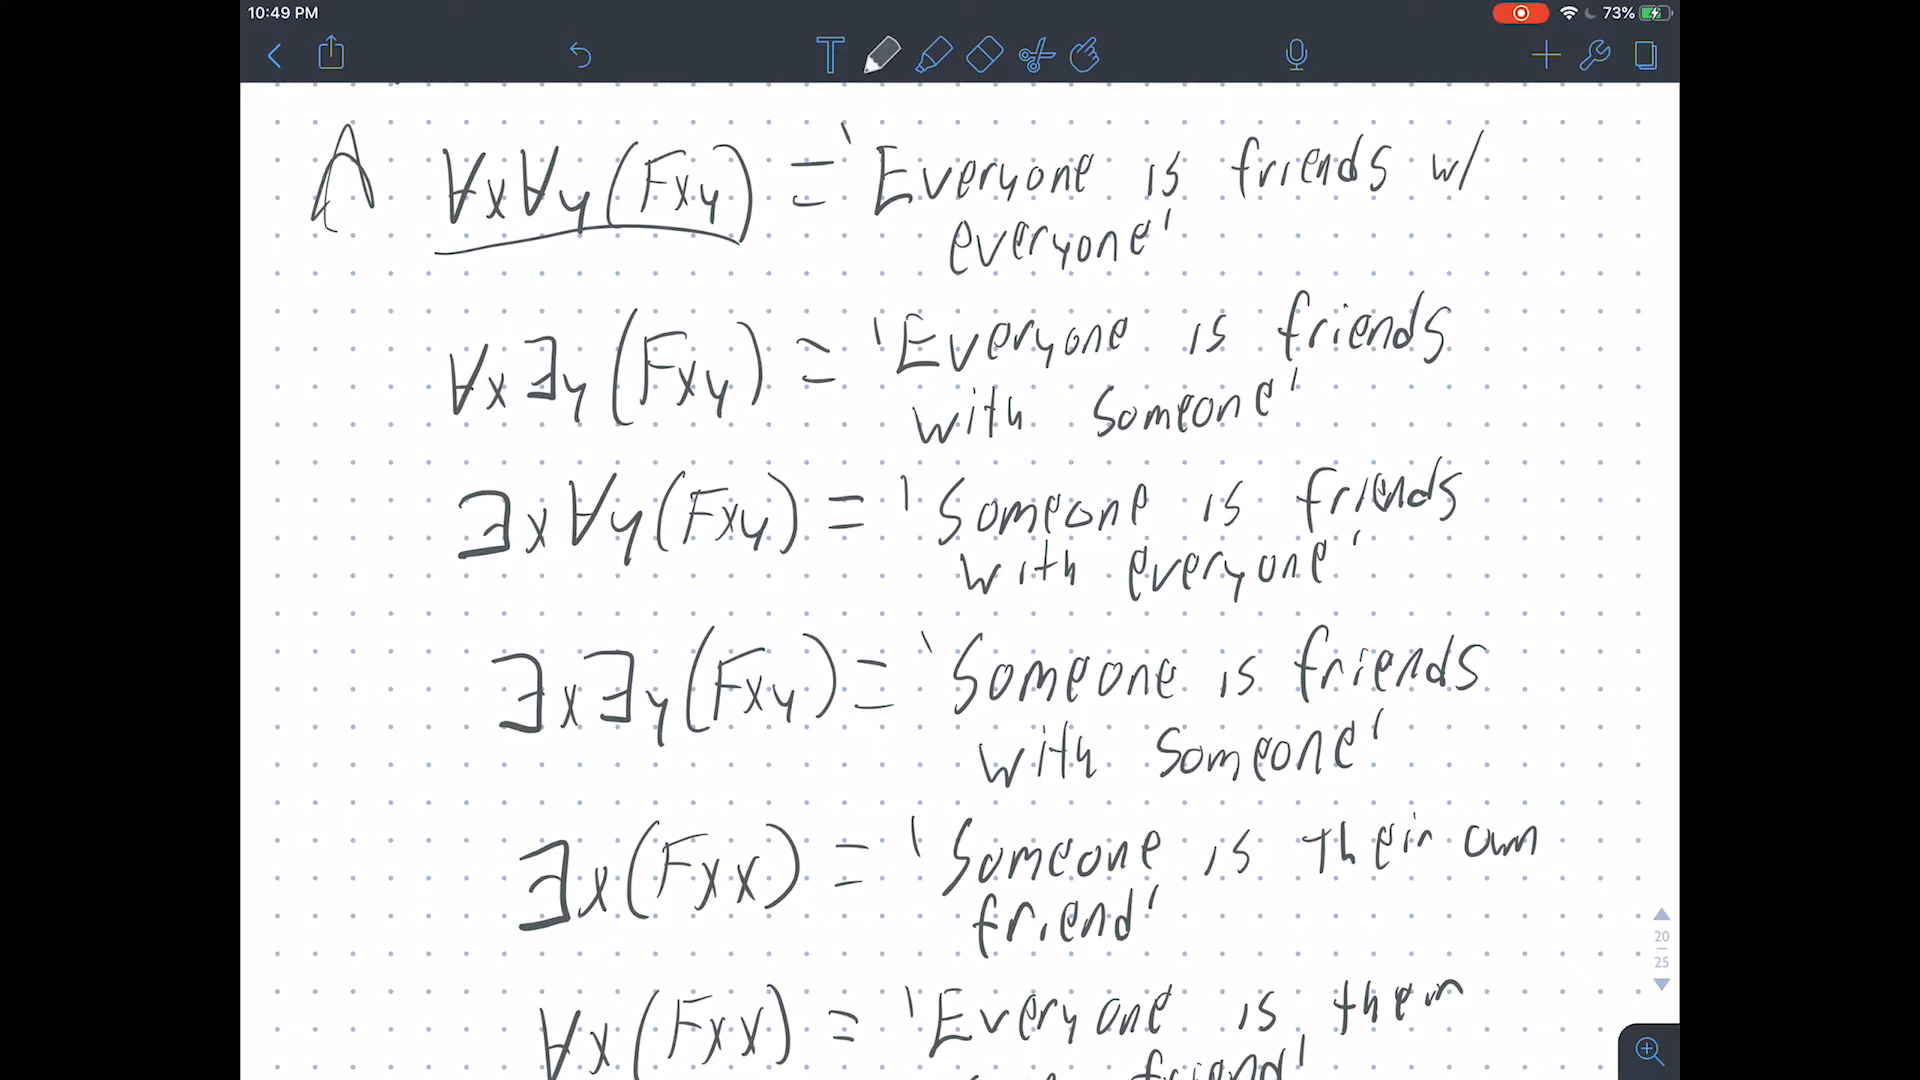 10:49 PM
73%
∀x∀y(Fxy) = 'Everyone is friends w/
everyone'
∀x∃y(Fxy) = 'Everyone is friends
with someone'
∃x∀y(Fxy) = 'Someone is friends
with everyone'
∃x∃y(Fxy) = 'Someone is friends
with someone'
∃x(Fxx) = 'Someone is their own
friend'
∀x(Fxx) = 'Everyone is their
friend'
20
25